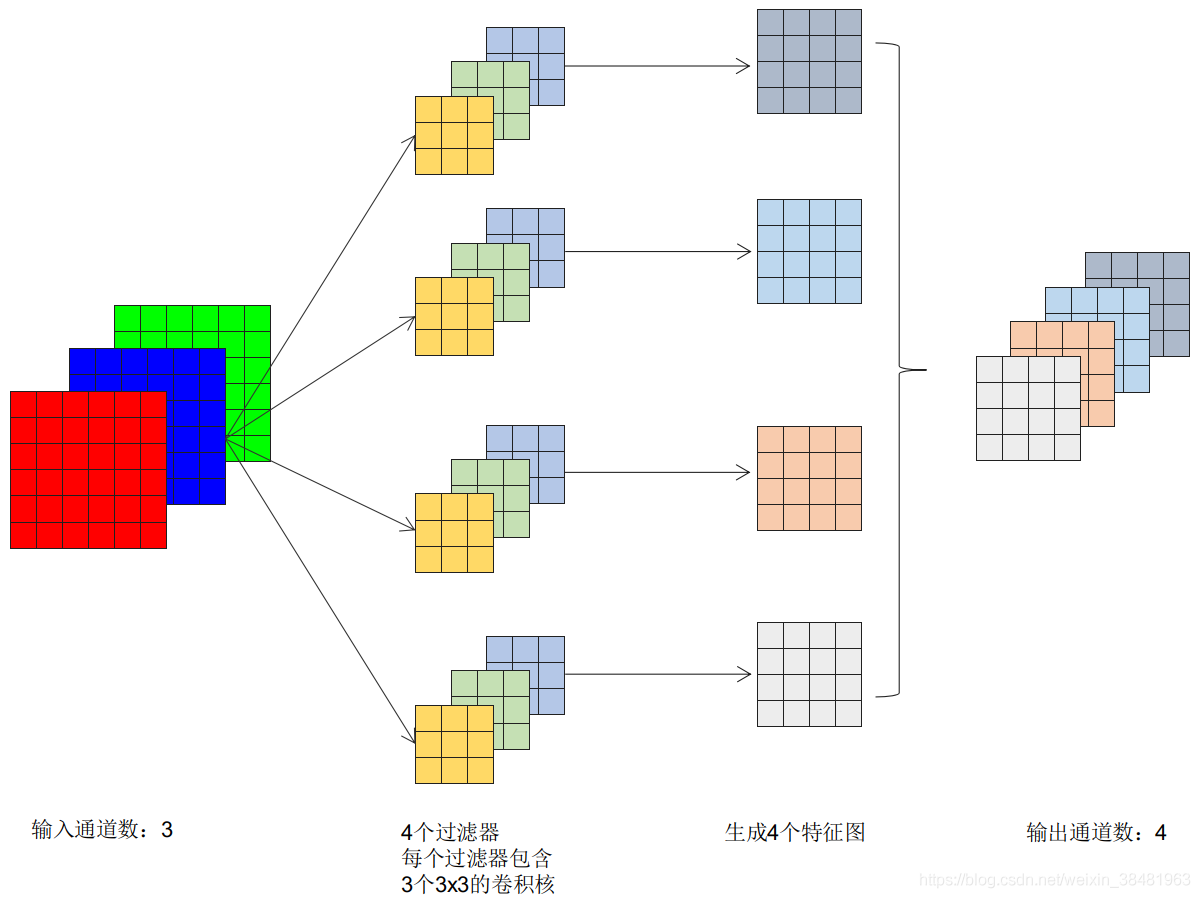 输入通道数：3
4个过滤器
每个过滤器包含
3个3x3的卷积核
生成4个特征图
输出通道数：4
https://blog.csdn.net/weixin_38481963